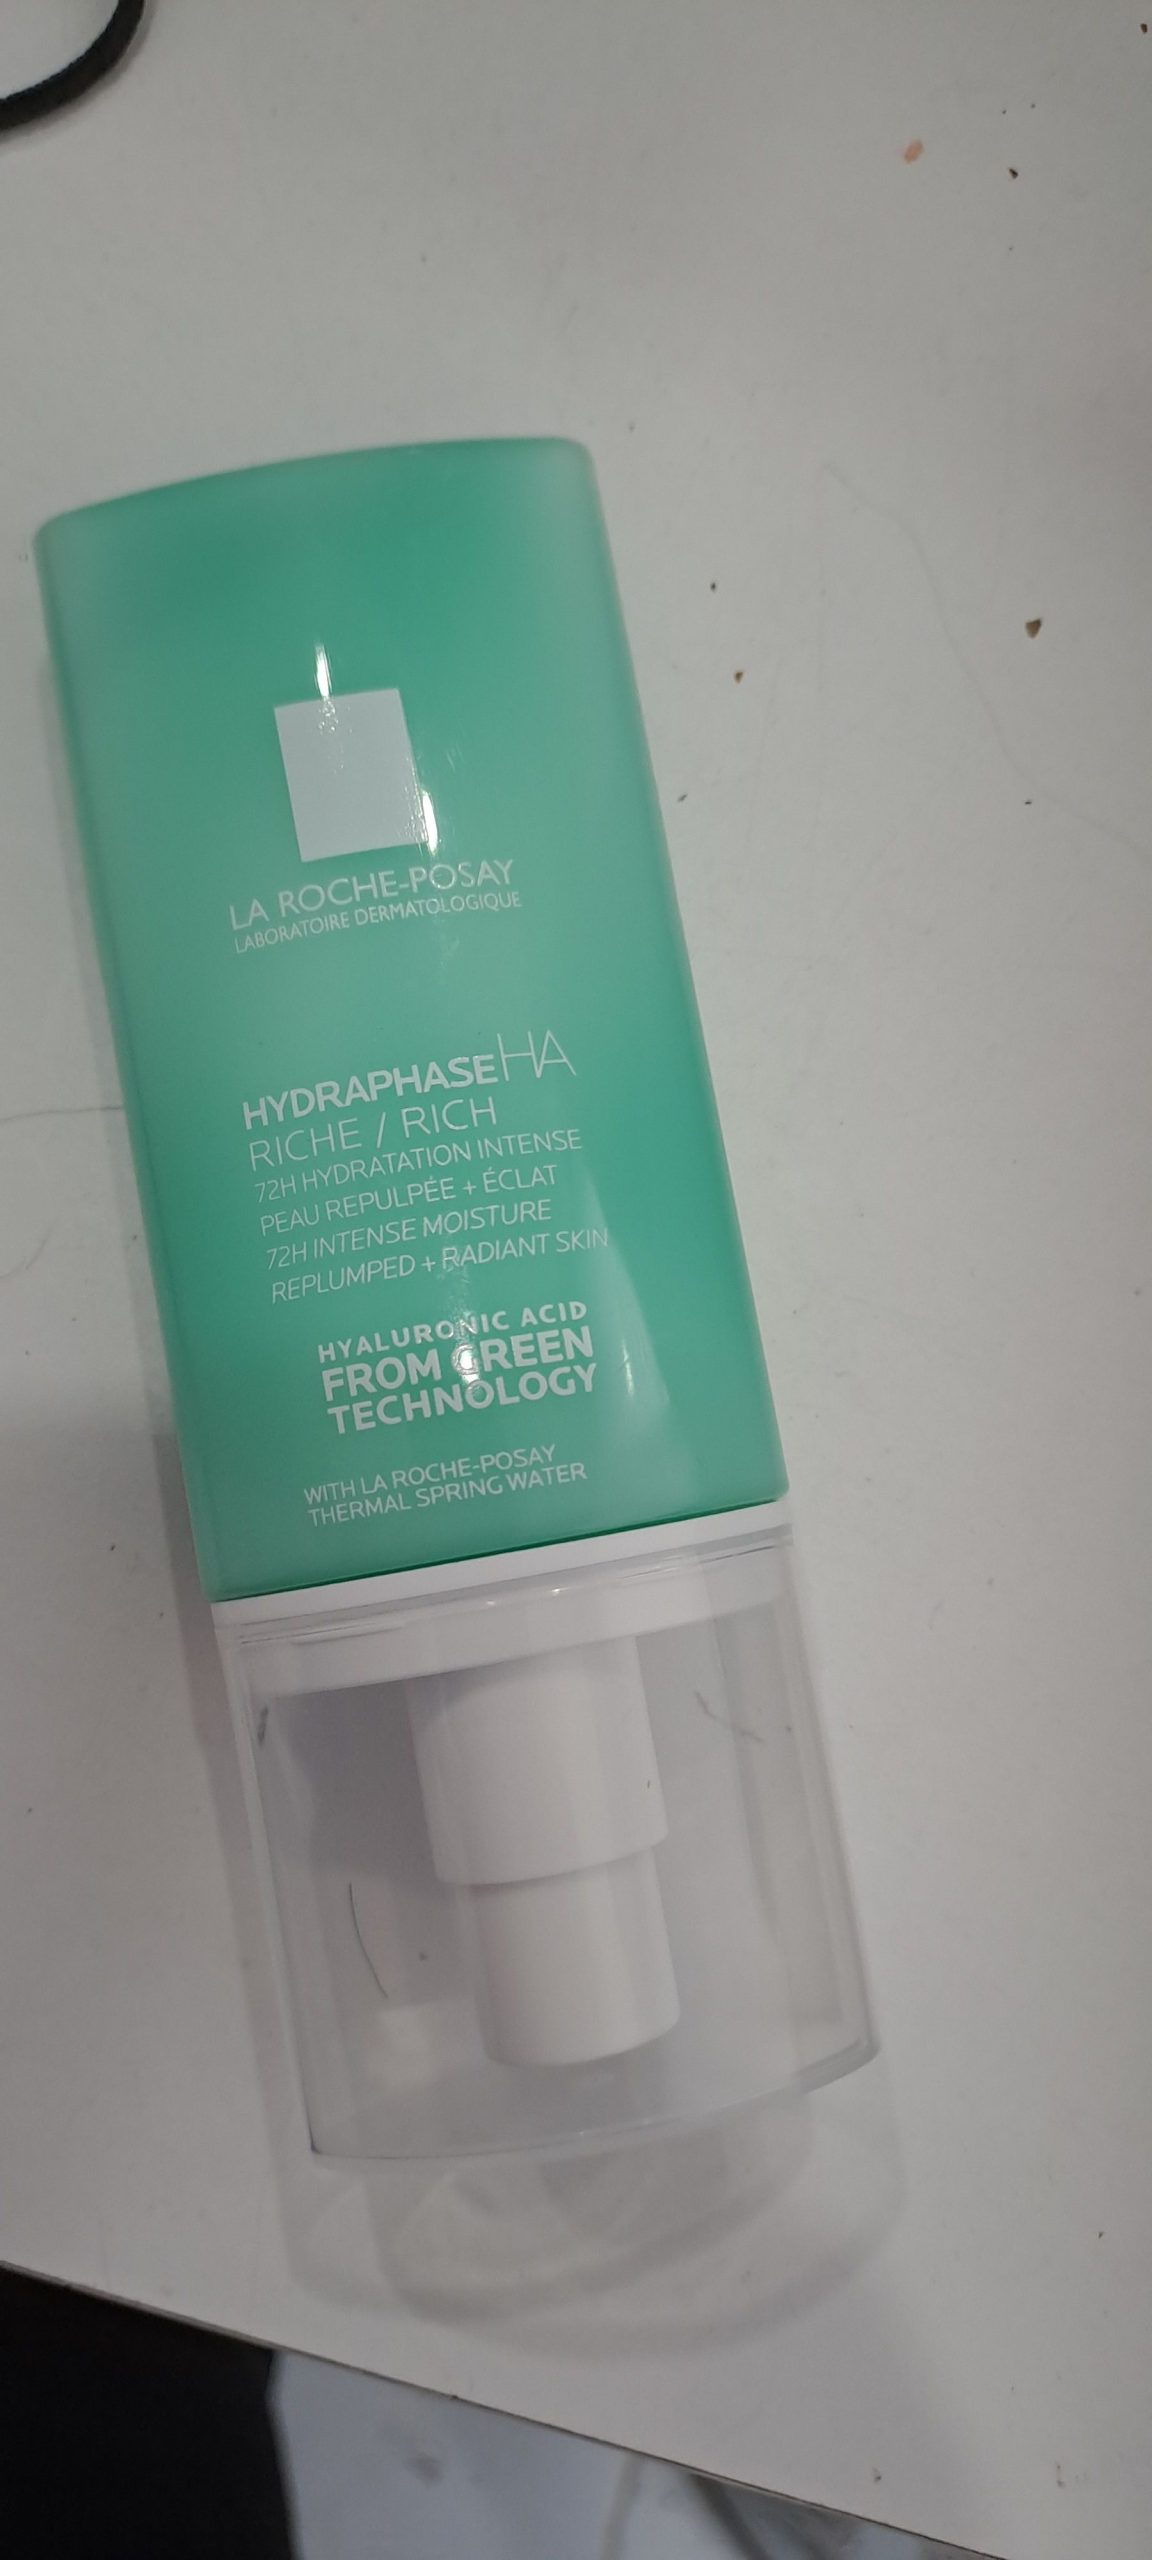 LA ROCHE-POSAY
LABORATOIRE DERMATOLOGIQUE
HYDRAPHASE HA
RICHE / RICH
72H HYDRATATION INTENSE
PEAU REPULPÉE + ÉCLAT
72H INTENSE MOISTURE
REPLUMPED + RADIANT SKIN
HYALURONIC ACID
FROM GREEN
TECHNOLOGY
WITH LA ROCHE-POSAY
THERMAL SPRING WATER